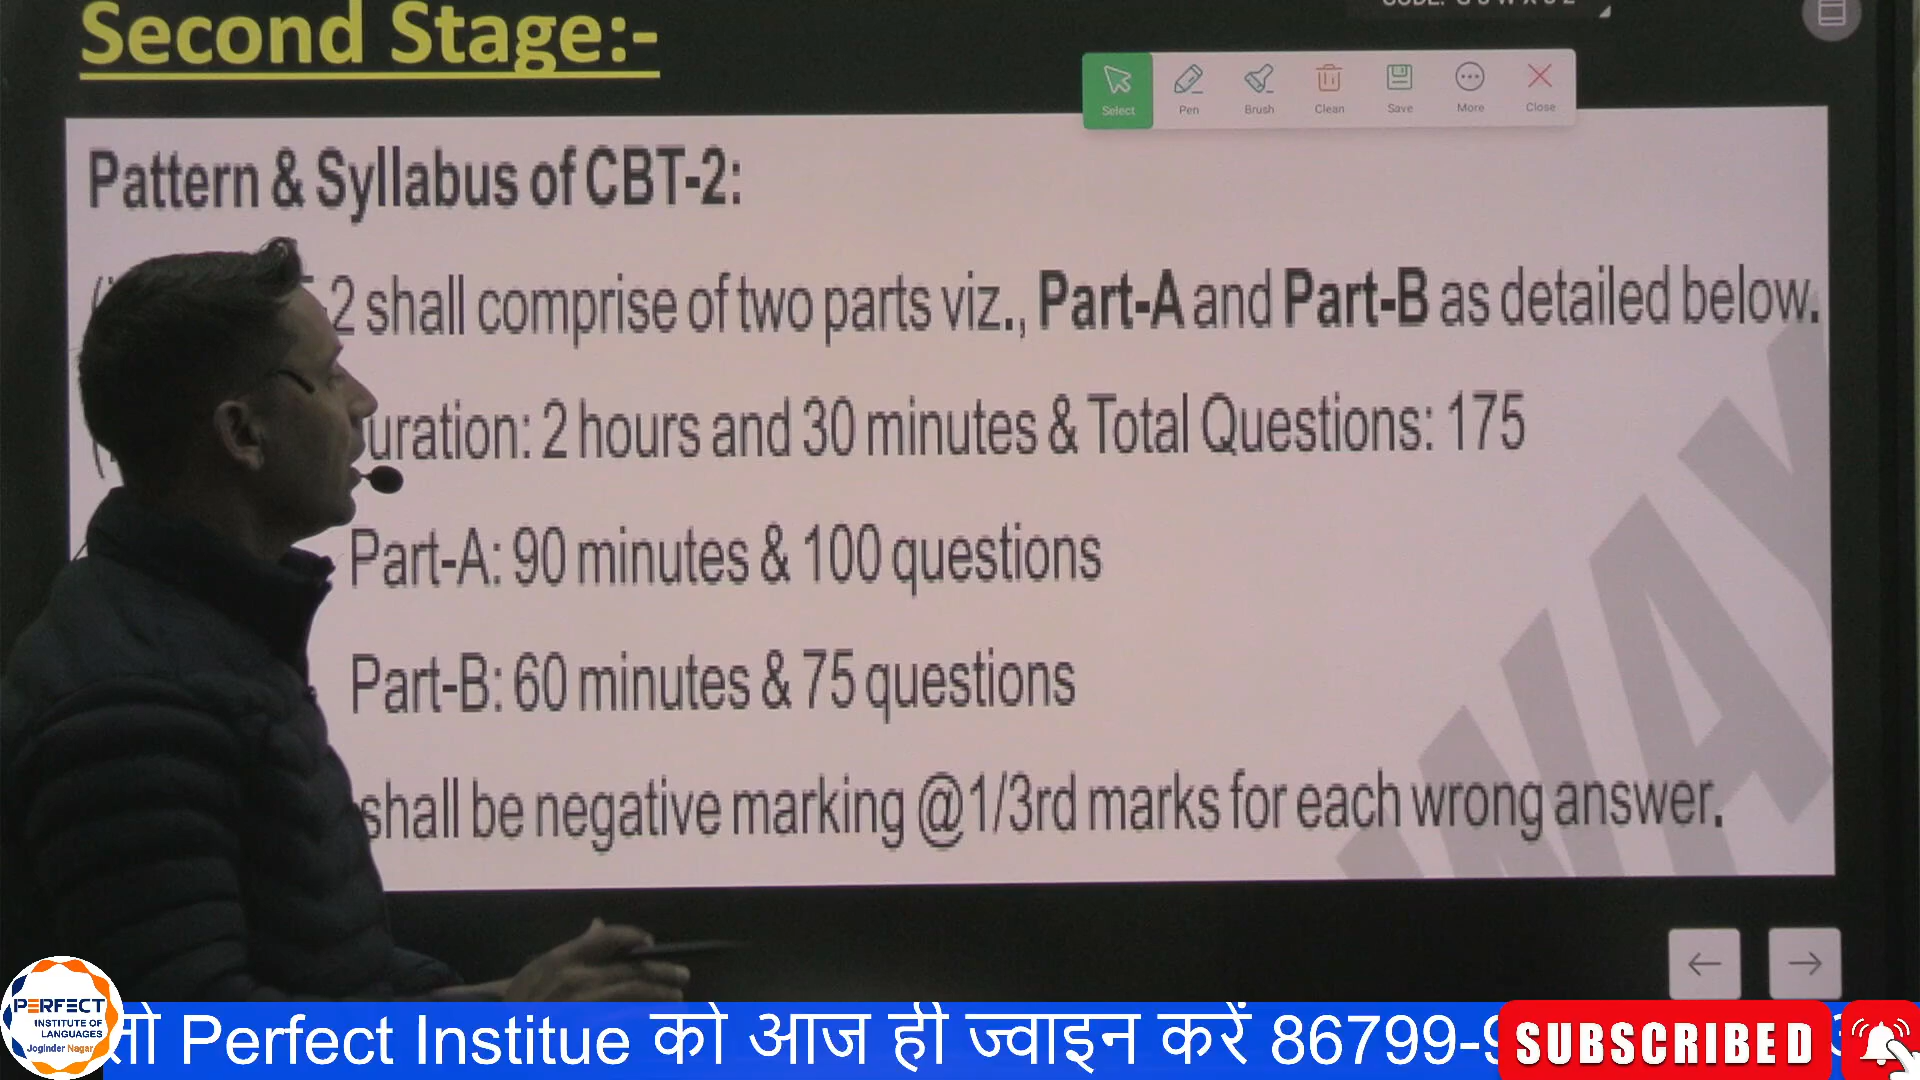 Second Stage:-
Select
Pen
Brush
Clean
Save
More
Close
Pattern & Syllabus of CBT-2:
2 shall comprise of two parts viz., Part-A and Part-B as detailed below.
uration: 2 hours and 30 minutes & Total Questions: 175
Part-A: 90 minutes & 100 questions
Part-B: 60 minutes & 75 questions
shall be negative marking @1/3rd marks for each wrong answer.
PERFECT
INSTITUTE OF
LANGUAGES
Joginder Nagar
तो Perfect Institue को आज ही ज्वाइन करें 86799-9
SUBSCRIBED